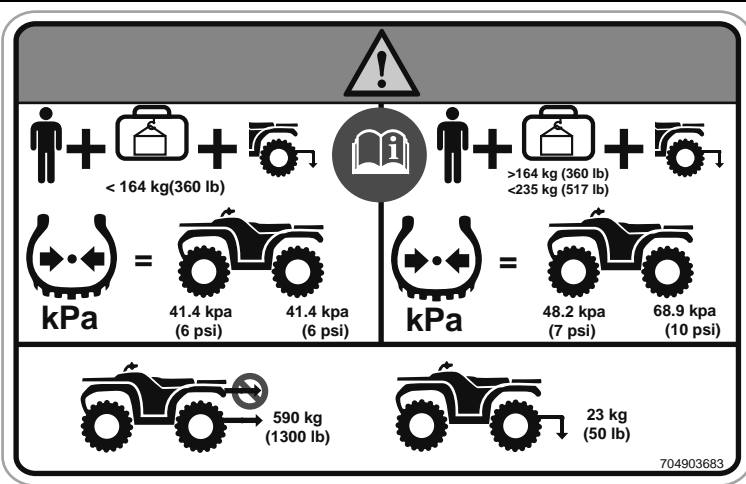 !
i
< 164 kg(360 lb)
>164 kg (360 lb)
<235 kg (517 lb)
=
kPa
41.4 kpa
(6 psi)
41.4 kpa
(6 psi)
=
kPa
48.2 kpa
(7 psi)
68.9 kpa
(10 psi)
590 kg
(1300 lb)
23 kg
(50 lb)
704903683